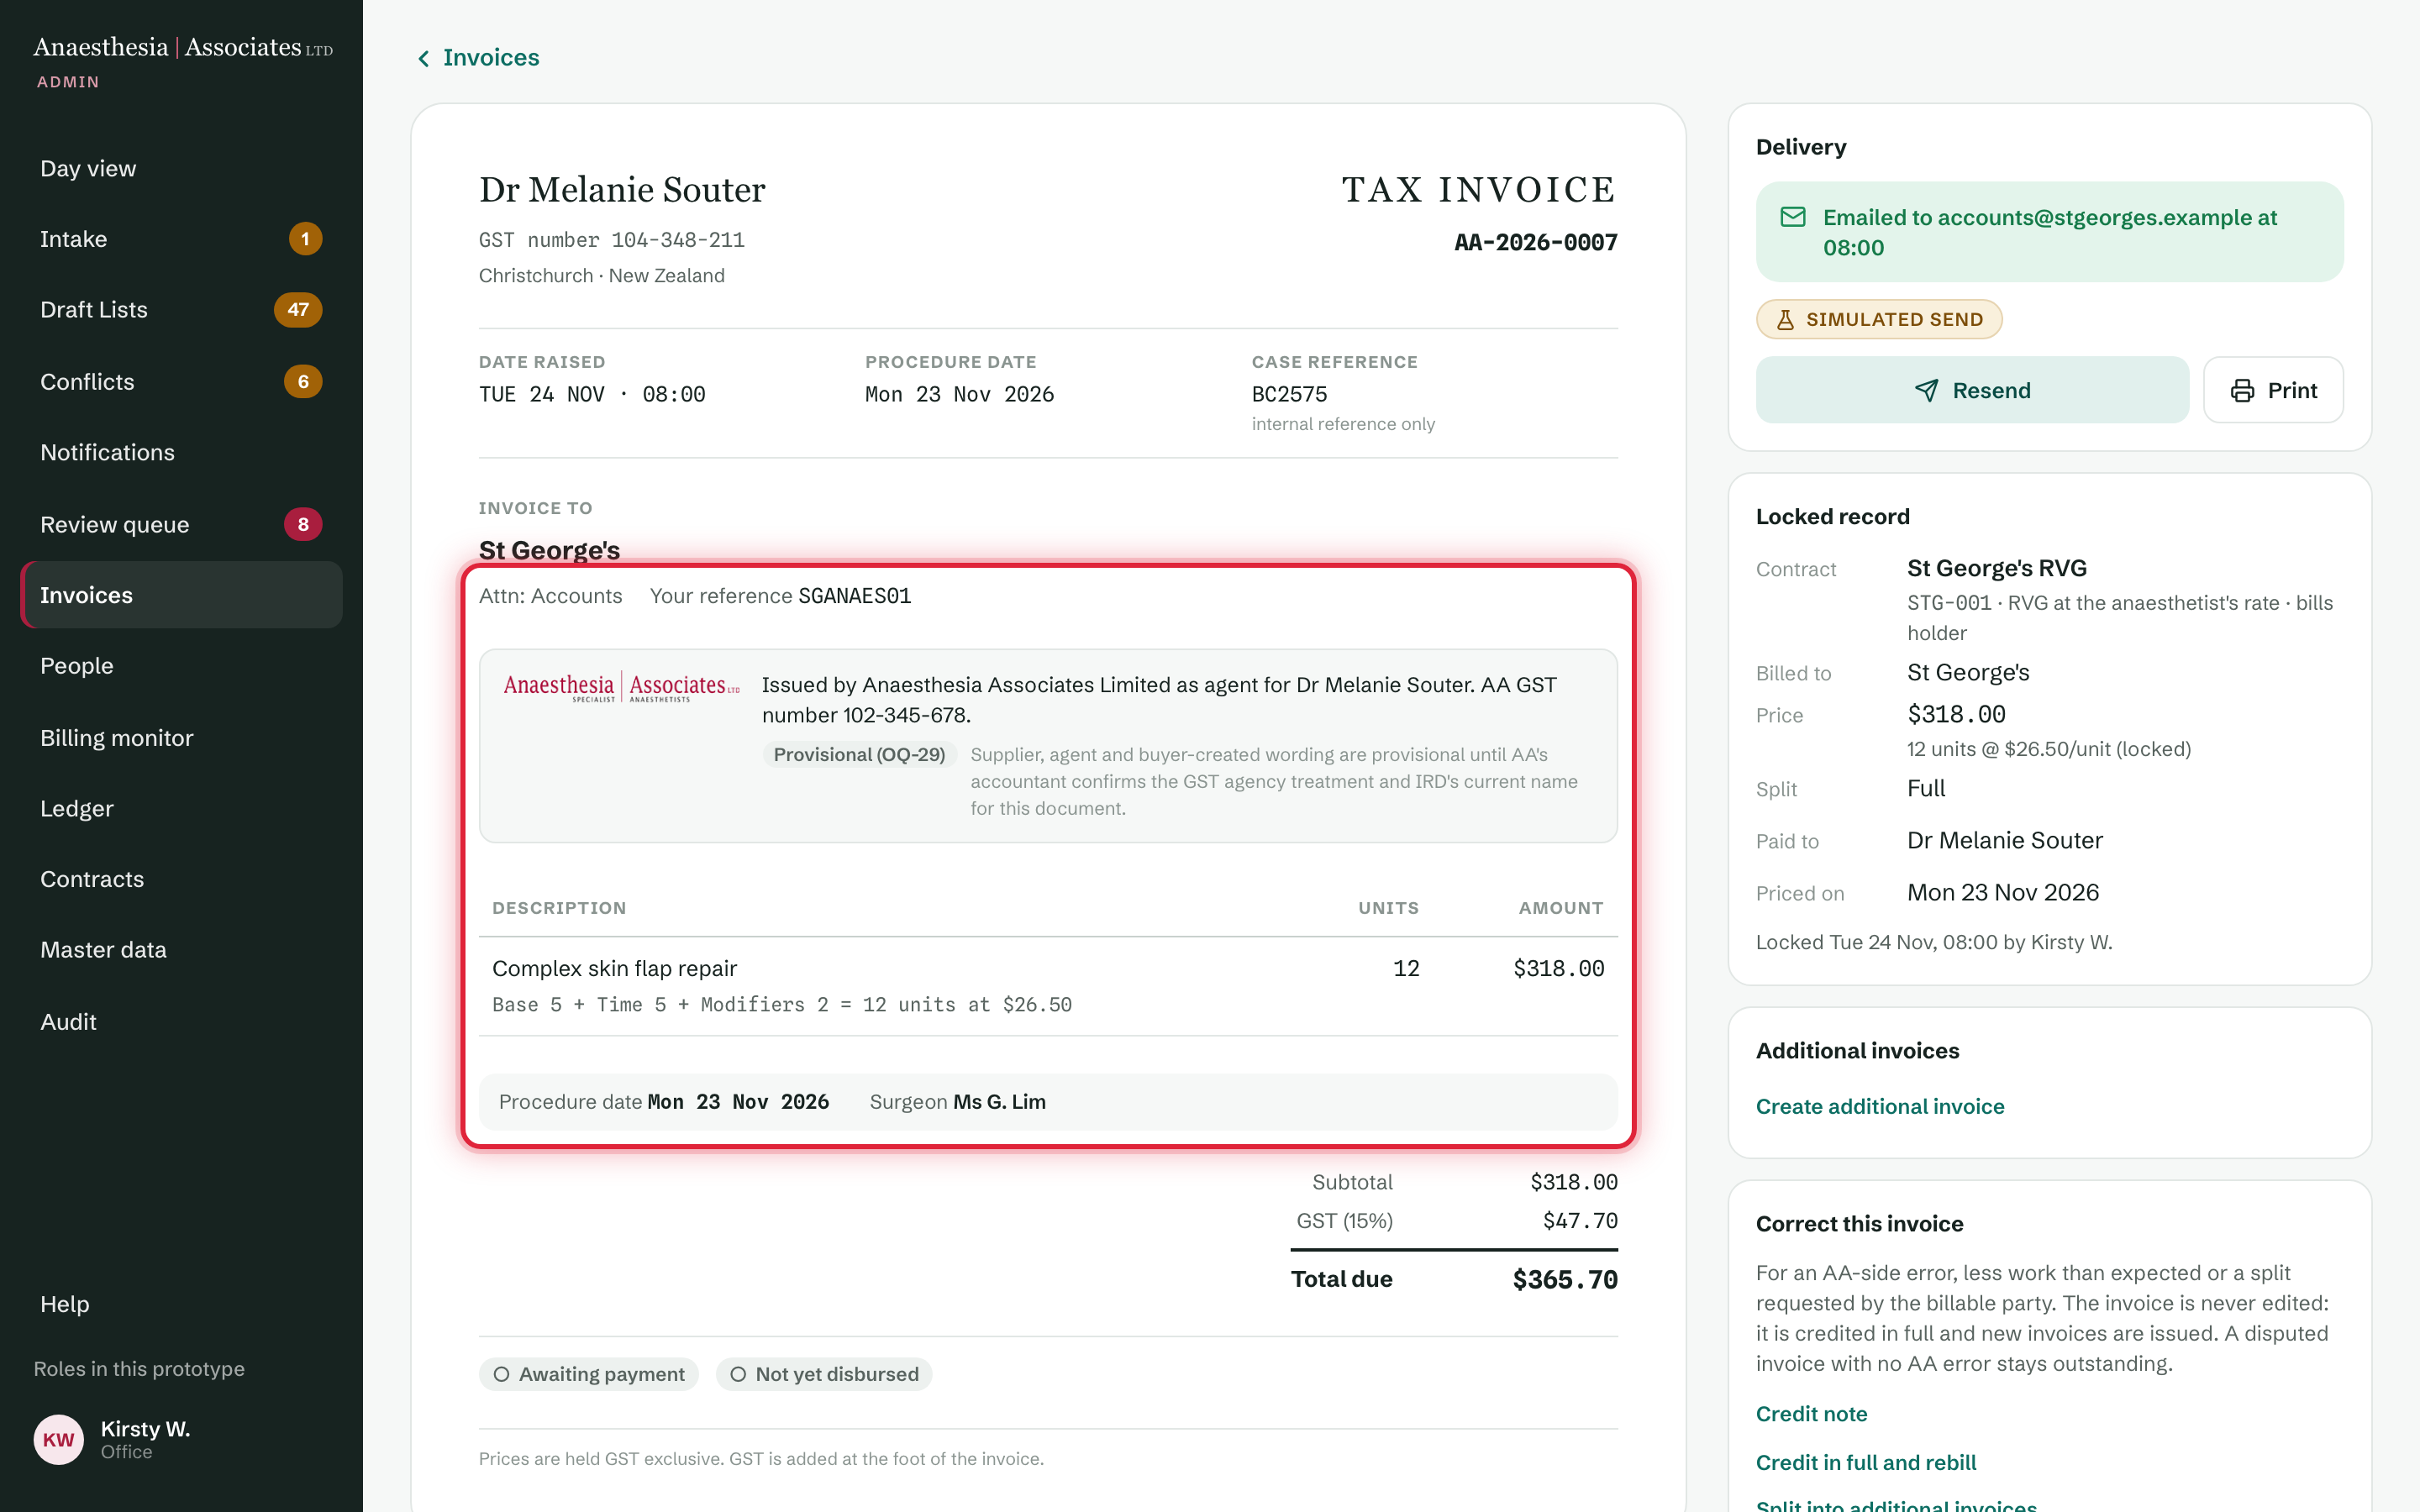 Anaesthesia | Associates LTD
ADMIN
Day view
Intake 1
Draft Lists 47
Conflicts 6
Notifications
Review queue 8
Invoices
People
Billing monitor
Ledger
Contracts
Master data
Audit
Help
Roles in this prototype
KW
Kirsty W.
Office
Invoices
Dr Melanie Souter
GST number 104-348-211
Christchurch · New Zealand
TAX INVOICE
AA-2026-0007
DATE RAISED
TUE 24 NOV · 08:00
PROCEDURE DATE
Mon 23 Nov 2026
CASE REFERENCE
BC2575
internal reference only
INVOICE TO
St George's
Attn: Accounts Your reference SGANAES01
Anaesthesia | Associates LTD
SPECIALIST ANAESTHETISTS
Issued by Anaesthesia Associates Limited as agent for Dr Melanie Souter. AA GST
number 102-345-678.
Provisional (OQ-29)
Supplier, agent and buyer-created wording are provisional until AA's
accountant confirms the GST agency treatment and IRD's current name
for this document.
DESCRIPTION UNITS AMOUNT
Complex skin flap repair 12 $318.00
Base 5 + Time 5 + Modifiers 2 = 12 units at $26.50
Procedure date Mon 23 Nov 2026 Surgeon Ms G. Lim
Subtotal $318.00
GST (15%) $47.70
Total due $365.70
Awaiting payment Not yet disbursed
Prices are held GST exclusive. GST is added at the foot of the invoice.
Delivery
Emailed to accounts@stgeorges.example at
08:00
SIMULATED SEND
Resend Print
Locked record
Contract St George's RVG
STG-001 · RVG at the anaesthetist's rate · bills
holder
Billed to St George's
Price $318.00
12 units @ $26.50/unit (locked)
Split Full
Paid to Dr Melanie Souter
Priced on Mon 23 Nov 2026
Locked Tue 24 Nov, 08:00 by Kirsty W.
Additional invoices
Create additional invoice
Correct this invoice
For an AA-side error, less work than expected or a split
requested by the billable party. The invoice is never edited:
it is credited in full and new invoices are issued. A disputed
invoice with no AA error stays outstanding.
Credit note
Credit in full and rebill
Split into additional invoices